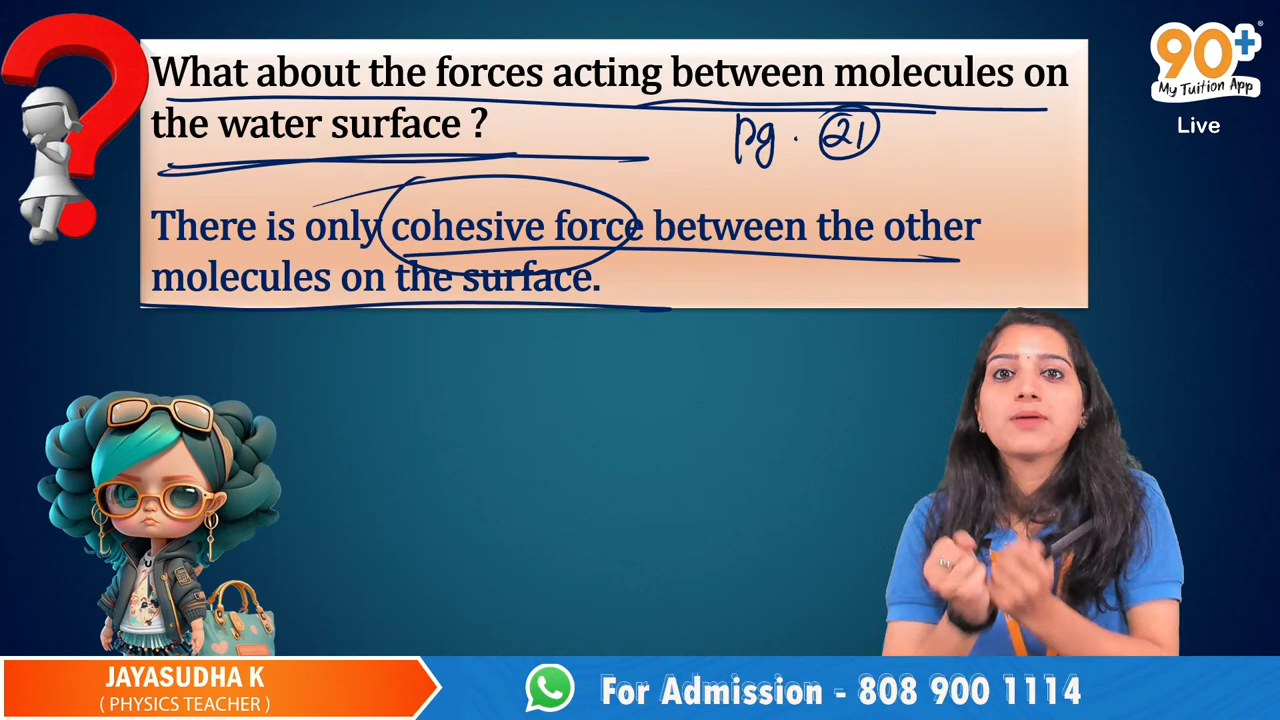 What about the forces acting between molecules on
the water surface ?
pg. 21
There is only cohesive force between the other
molecules on the surface.
90+
My Tuition App
Live
JAYASUDHA K
( PHYSICS TEACHER )
For Admission - 808 900 1114